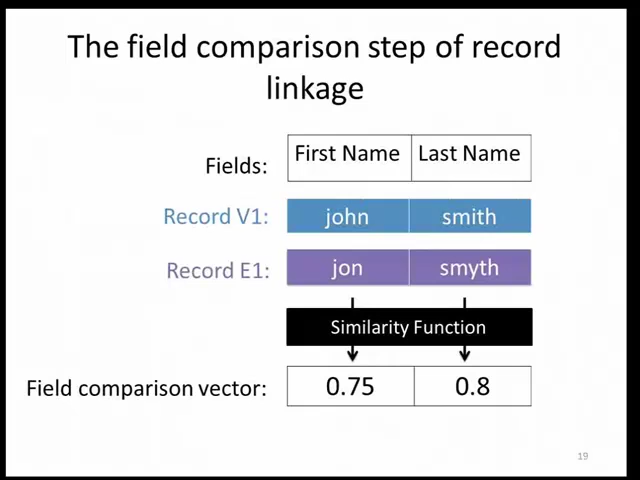 The field comparison step of record
linkage
Fields: First Name Last Name
Record V1: john smith
Record E1: jon smyth
Similarity Function
Field comparison vector: 0.75 0.8
19